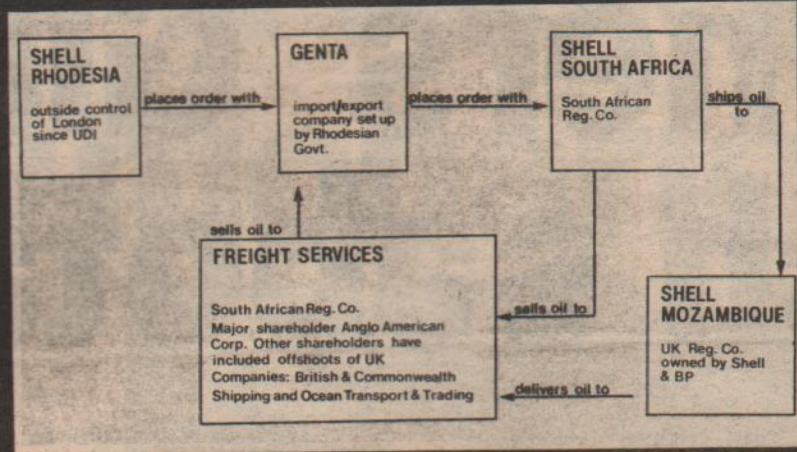 SHELL
RHODESIA
outside control
of London
since UDI
places order with
GENTA
import/export
company set up
by Rhodesian
Govt.
places order with
SHELL
SOUTH AFRICA
South African
Reg. Co.
ships oil
to
sells oil to
FREIGHT SERVICES
South African Reg. Co.
Major shareholder Anglo American
Corp. Other shareholders have
included offshoots of UK
Companies: British & Commonwealth
Shipping and Ocean Transport & Trading
sells oil to
SHELL
MOZAMBIQUE
UK Reg. Co.
owned by Shell
& BP
delivers oil to